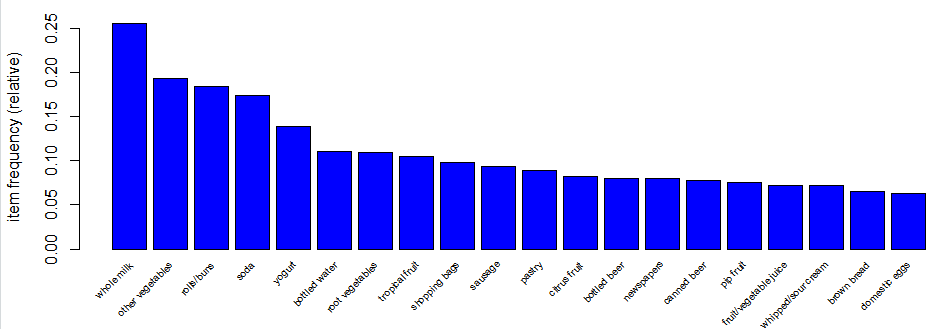 item frequency (relative)
0.25
0.20
0.15
0.10
0.05
0.00
whole milk
other vegetables
rolls/buns
soda
yogurt
bottled water
root vegetables
tropical fruit
shopping bags
sausage
pastry
citrus fruit
bottled beer
newspapers
canned beer
pip fruit
fruit/vegetable juice
whipped/sour cream
brown bread
domestic eggs